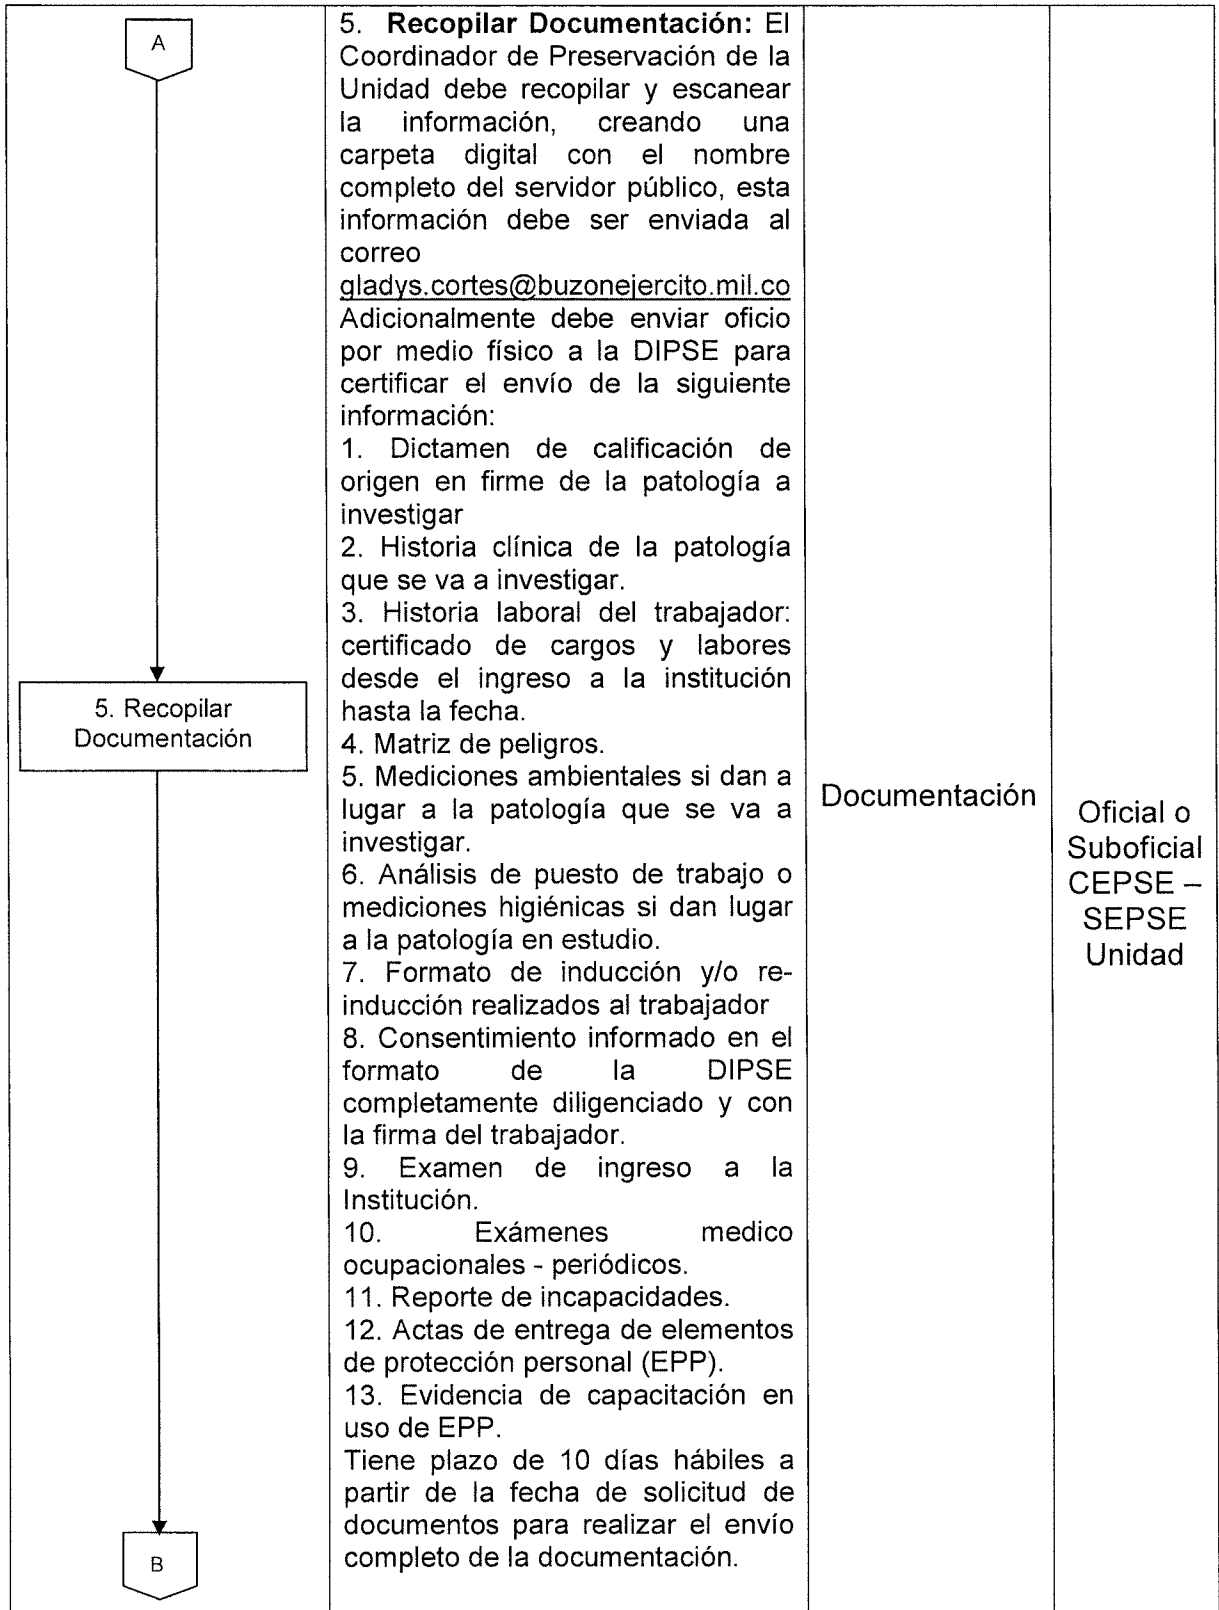 A
5. Recopilar
Documentación
B
5. Recopilar Documentación: El
Coordinador de Preservación de la
Unidad debe recopilar y escanear
la información, creando una
carpeta digital con el nombre
completo del servidor público, esta
información debe ser enviada al
correo
gladys.cortes@buzonejercito.mil.co
Adicionalmente debe enviar oficio
por medio físico a la DIPSE para
certificar el envío de la siguiente
información:
1. Dictamen de calificación de
origen en firme de la patología a
investigar
2. Historia clínica de la patología
que se va a investigar.
3. Historia laboral del trabajador:
certificado de cargos y labores
desde el ingreso a la institución
hasta la fecha.
4. Matriz de peligros.
5. Mediciones ambientales si dan a
lugar a la patología que se va a
investigar.
6. Análisis de puesto de trabajo o
mediciones higiénicas si dan lugar
a la patología en estudio.
7. Formato de inducción y/o re-
inducción realizados al trabajador
8. Consentimiento informado en el
formato de la DIPSE
completamente diligenciado y con
la firma del trabajador.
9. Examen de ingreso a la
Institución.
10. Exámenes medico
ocupacionales - periódicos.
11. Reporte de incapacidades.
12. Actas de entrega de elementos
de protección personal (EPP).
13. Evidencia de capacitación en
uso de EPP.
Tiene plazo de 10 días hábiles a
partir de la fecha de solicitud de
documentos para realizar el envío
completo de la documentación.
Documentación
Oficial o
Suboficial
CEPSE –
SEPSE
Unidad